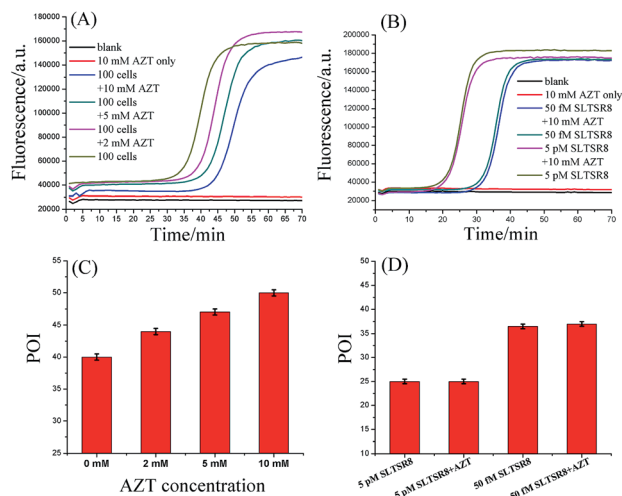 (A)
180000
160000
140000
120000
100000
80000
60000
40000
20000
Fluorescence/a.u.
blank
10 mM AZT only
100 cells
+10 mM AZT
100 cells
+5 mM AZT
100 cells
+2 mM AZT
100 cells
0 5 10 15 20 25 30 35 40 45 50 55 60 65 70
Time/min
(B)
200000
180000
160000
140000
120000
100000
80000
60000
40000
20000
Fluorescence/a.u.
blank
10 mM AZT only
50 fM SLTSR8
+10 mM AZT
50 fM SLTSR8
5 pM SLTSR8
+10 mM AZT
5 pM SLTSR8
0 10 20 30 40 50 60 70
Time/min
(C)
55
50
45
40
35
30
25
POI
0 mM 2 mM 5 mM 10 mM
AZT concentration
(D)
40
35
30
25
20
15
10
POI
5 pM SLTSR8
5 pM SLTSR8+AZT
50 fM SLTSR8
50 fM SLTSR8+AZT